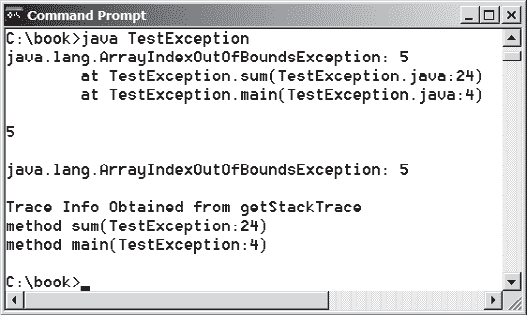 Command Prompt
C:\book>java TestException
java.lang.ArrayIndexOutOfBoundsException: 5
        at TestException.sum(TestException.java:24)
        at TestException.main(TestException.java:4)
5
java.lang.ArrayIndexOutOfBoundsException: 5
Trace Info Obtained from getStackTrace
method sum(TestException:24)
method main(TestException:4)
C:\book>